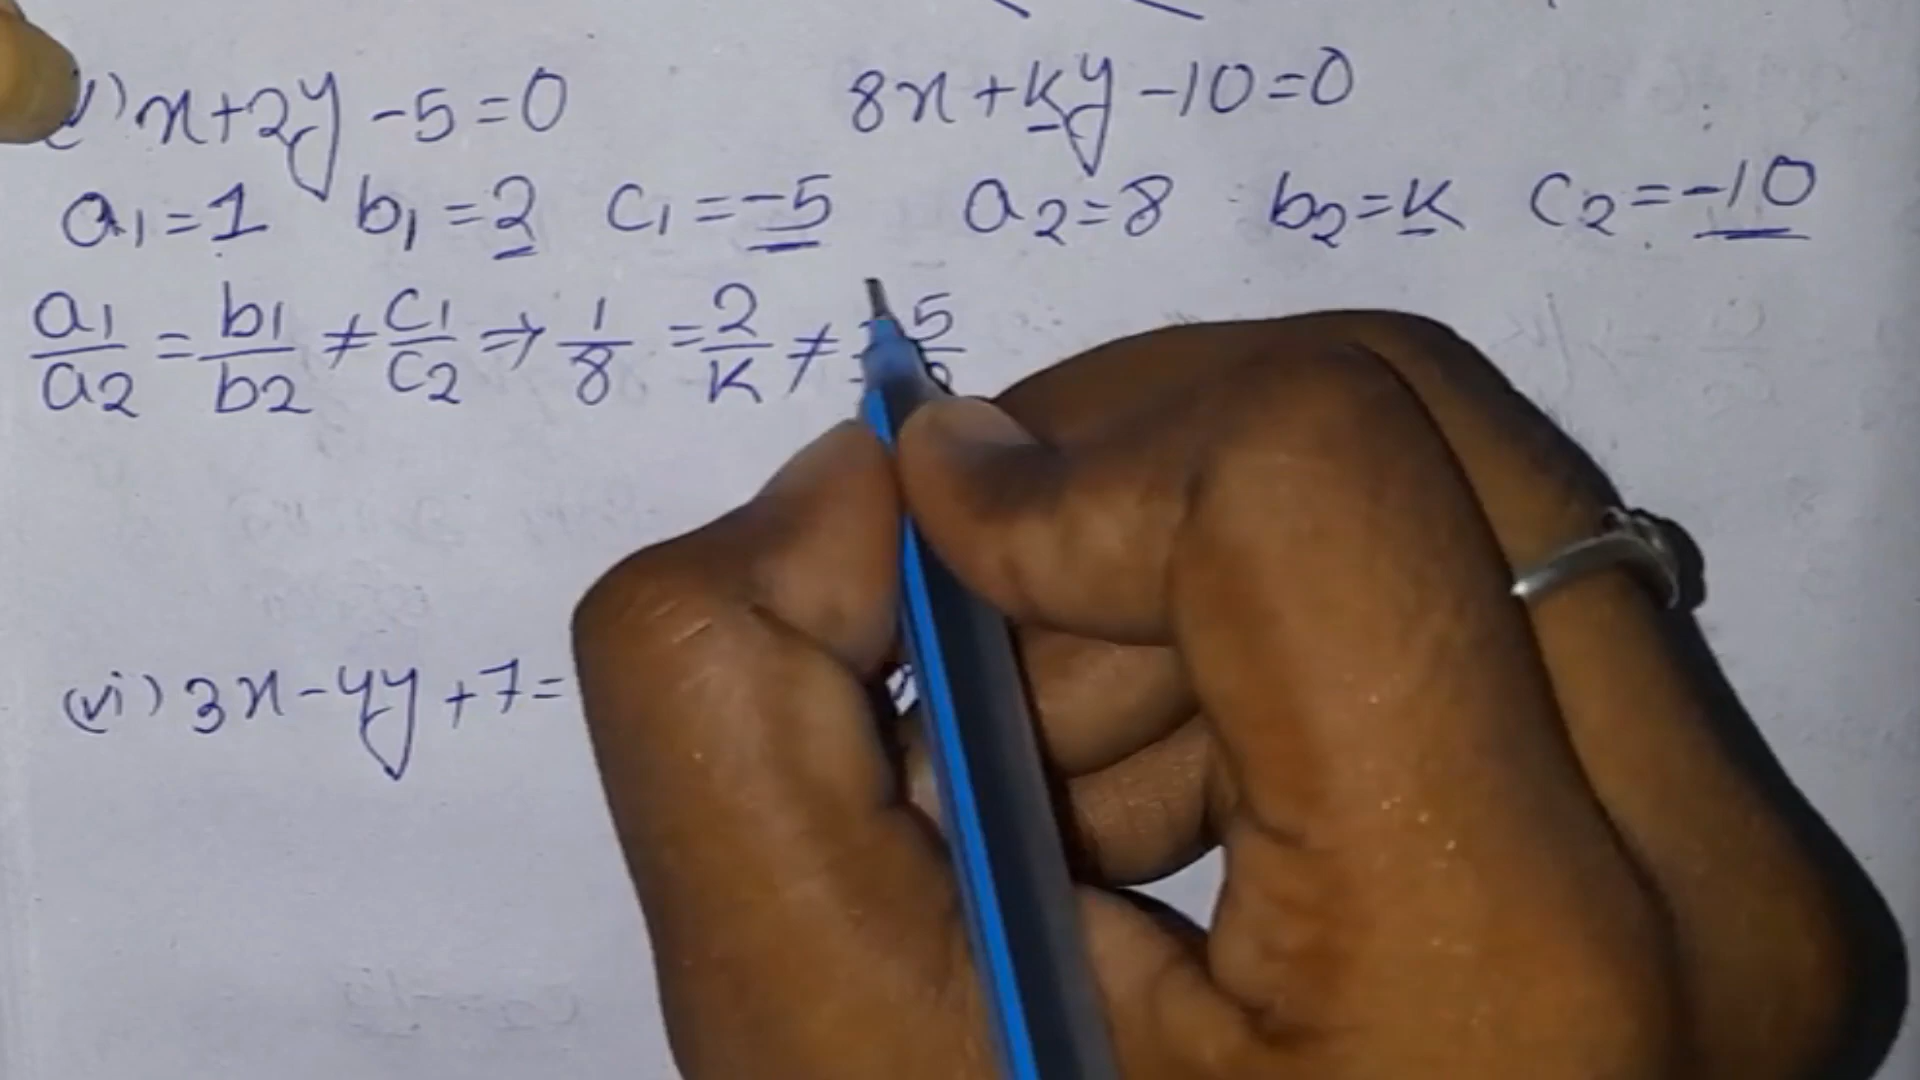 x+2y-5=0 8x+ky-10=0
a1=1 b1=2 c1=-5 a2=8 b2=k c2=-10
a1/a2 = b1/b2 ≠ c1/c2 ⇒ 1/8 = 2/k ≠ 5
(vi) 3x-4y+7=